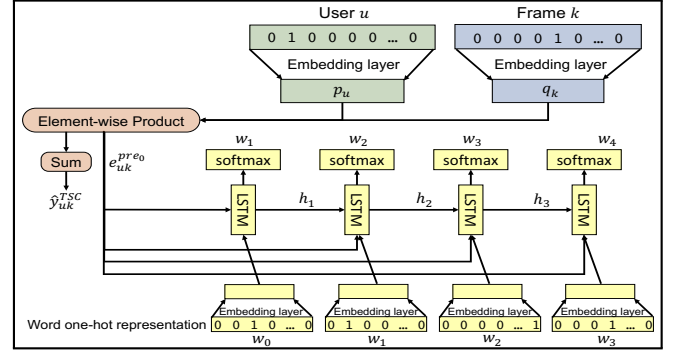 User u Frame k
0 1 0 0 0 0 ... 0 0 0 0 0 1 0 ... 0
Embedding layer Embedding layer
p_u q_k
Element-wise Product
w_1 w_2 w_3 w_4
Sum e_{uk}^{pre_0} softmax softmax softmax softmax
ŷ_{uk}^{TSC} LSTM h_1 LSTM h_2 LSTM h_3 LSTM
Embedding layer Embedding layer Embedding layer Embedding layer
Word one-hot representation 0 0 1 0 ... 0 0 1 0 0 ... 0 0 0 0 0 ... 1 0 0 0 1 ... 0
w_0 w_1 w_2 w_3